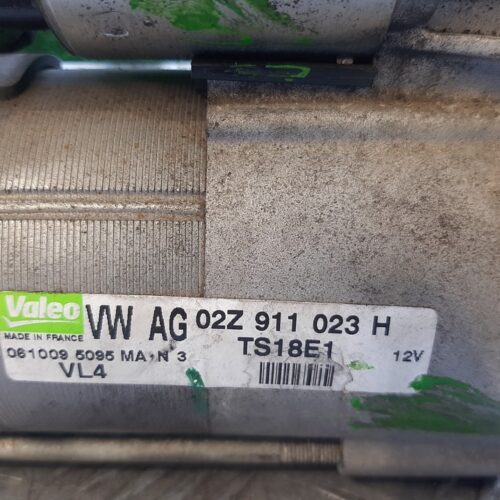 Valeo VW AG 02Z 911 023 H
MADE IN FRANCE
061009 5095 MA-N 3 TS18E1 12V
VL4